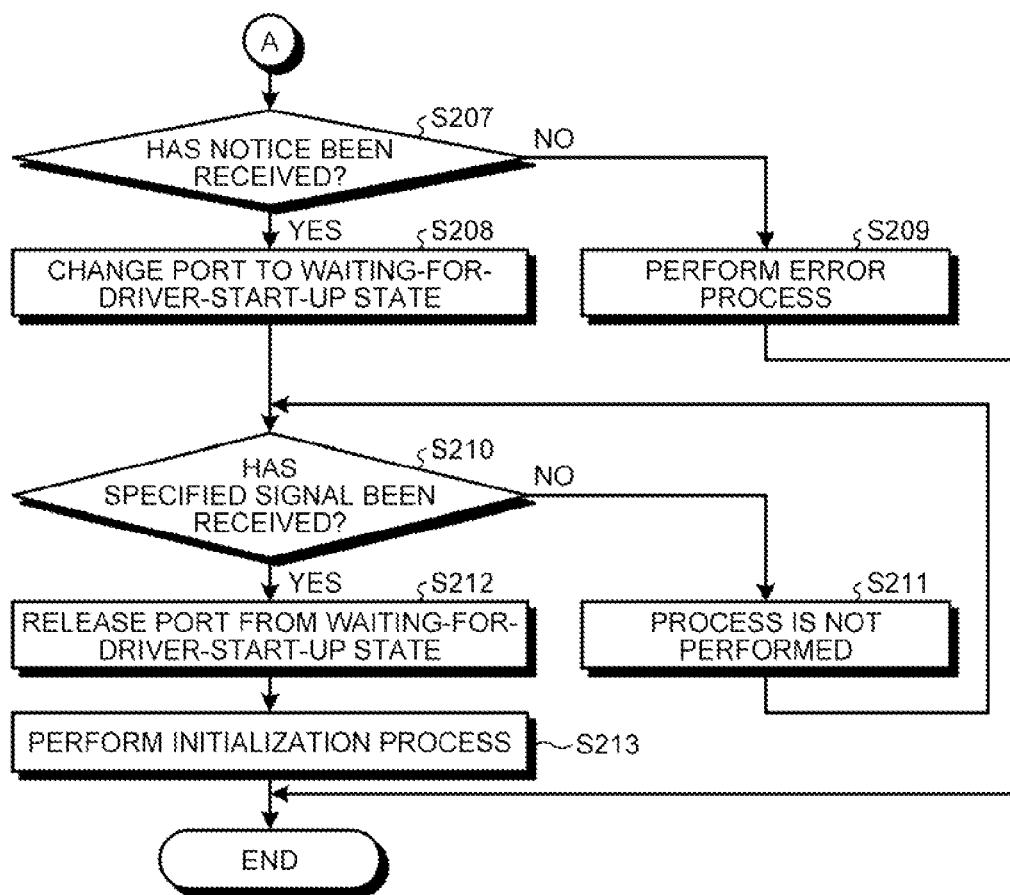 A
S207
HAS NOTICE BEEN
RECEIVED?
NO
YES
S208
CHANGE PORT TO WAITING-FOR-
DRIVER-START-UP STATE
S209
PERFORM ERROR
PROCESS
S210
HAS
SPECIFIED SIGNAL BEEN
RECEIVED?
NO
YES
S212
RELEASE PORT FROM WAITING-FOR-
DRIVER-START-UP STATE
S211
PROCESS IS NOT
PERFORMED
PERFORM INITIALIZATION PROCESS
S213
END